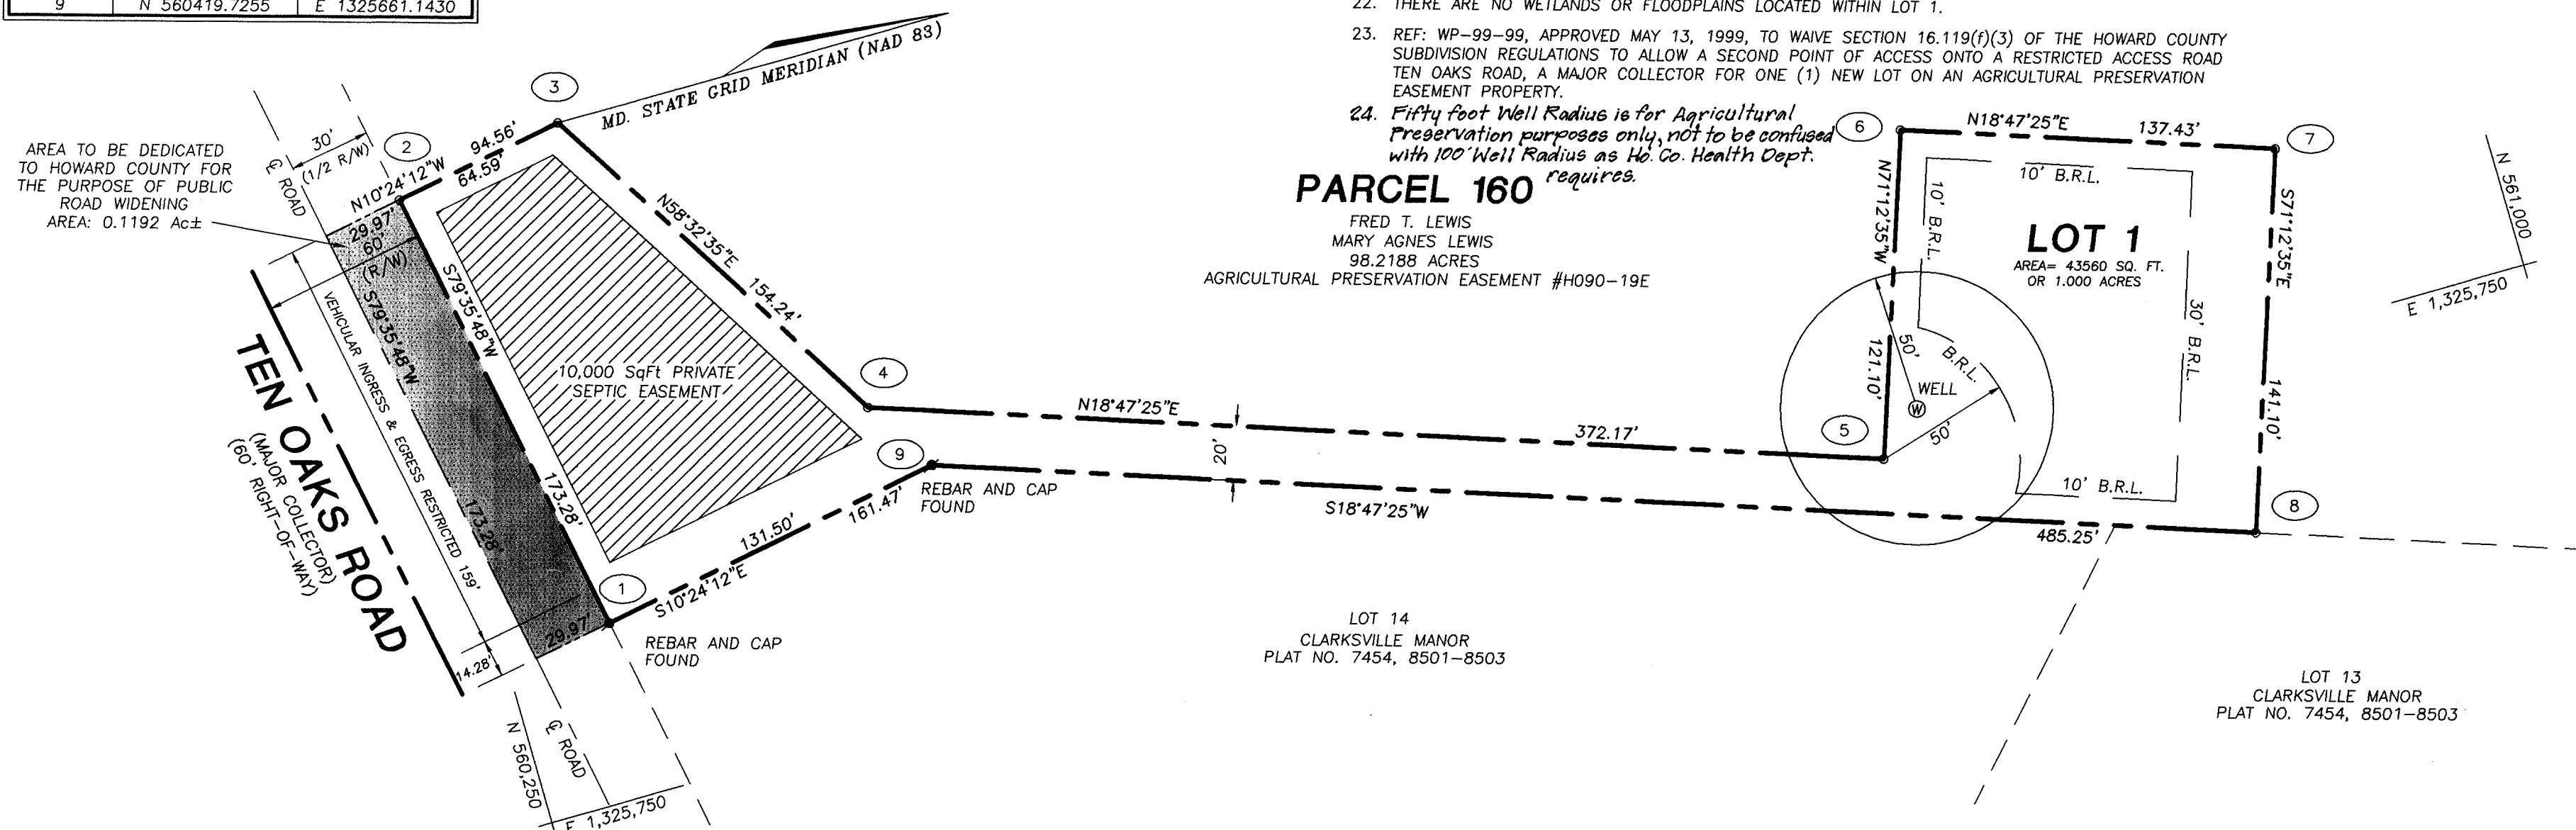 9 N 560419.7255 E 1325661.1430
22. THERE ARE NO WETLANDS OR FLOODPLAINS LOCATED WITHIN LOT 1.
23. REF: WP-99-99, APPROVED MAY 13, 1999, TO WAIVE SECTION 16.119(f)(3) OF THE HOWARD COUNTY
SUBDIVISION REGULATIONS TO ALLOW A SECOND POINT OF ACCESS ONTO A RESTRICTED ACCESS ROAD
TEN OAKS ROAD, A MAJOR COLLECTOR FOR ONE (1) NEW LOT ON AN AGRICULTURAL PRESERVATION
EASEMENT PROPERTY.
24. Fifty foot Well Radius is for Agricultural
Preservation purposes only, not to be confused
with 100' Well Radius as Ho. Co. Health Dept.
requires.
MD. STATE GRID MERIDIAN (NAD 83)
AREA TO BE DEDICATED
TO HOWARD COUNTY FOR
THE PURPOSE OF PUBLIC
ROAD WIDENING
AREA: 0.1192 Ac±
30'
(1/2 R/W)
℄ ROAD
2
3
94.56'
64.59'
N10°24'12"W
29.97'
60'
(R/W)
S79°35'48"W
S79°35'48"W
173.28'
173.28'
VEHICULAR INGRESS & EGRESS RESTRICTED 159'
TEN OAKS ROAD
(MAJOR COLLECTOR)
(60' RIGHT-OF-WAY)
14.28'
29.97'
N58°32'35"E
154.24'
10,000 SqFt PRIVATE
SEPTIC EASEMENT
4
9
1
131.50'
161.47'
S10°24'12"E
REBAR AND CAP
FOUND
REBAR AND CAP
FOUND
℄ ROAD
N 560,250
E 1,325,750
PARCEL 160
FRED T. LEWIS
MARY AGNES LEWIS
98.2188 ACRES
AGRICULTURAL PRESERVATION EASEMENT #H090-19E
N18°47'25"E
372.17'
20'
S18°47'25"W
485.25'
5
6
N18°47'25"E
137.43'
7
N71°12'35"W
121.10'
10' B.R.L.
10' B.R.L.
LOT 1
AREA= 43560 SQ. FT.
OR 1.000 ACRES
30' B.R.L.
S71°12'35"E
141.10'
50'
B.R.L.
WELL
W
50'
10' B.R.L.
8
N 561,000
E 1,325,750
LOT 14
CLARKSVILLE MANOR
PLAT NO. 7454, 8501-8503
LOT 13
CLARKSVILLE MANOR
PLAT NO. 7454, 8501-8503